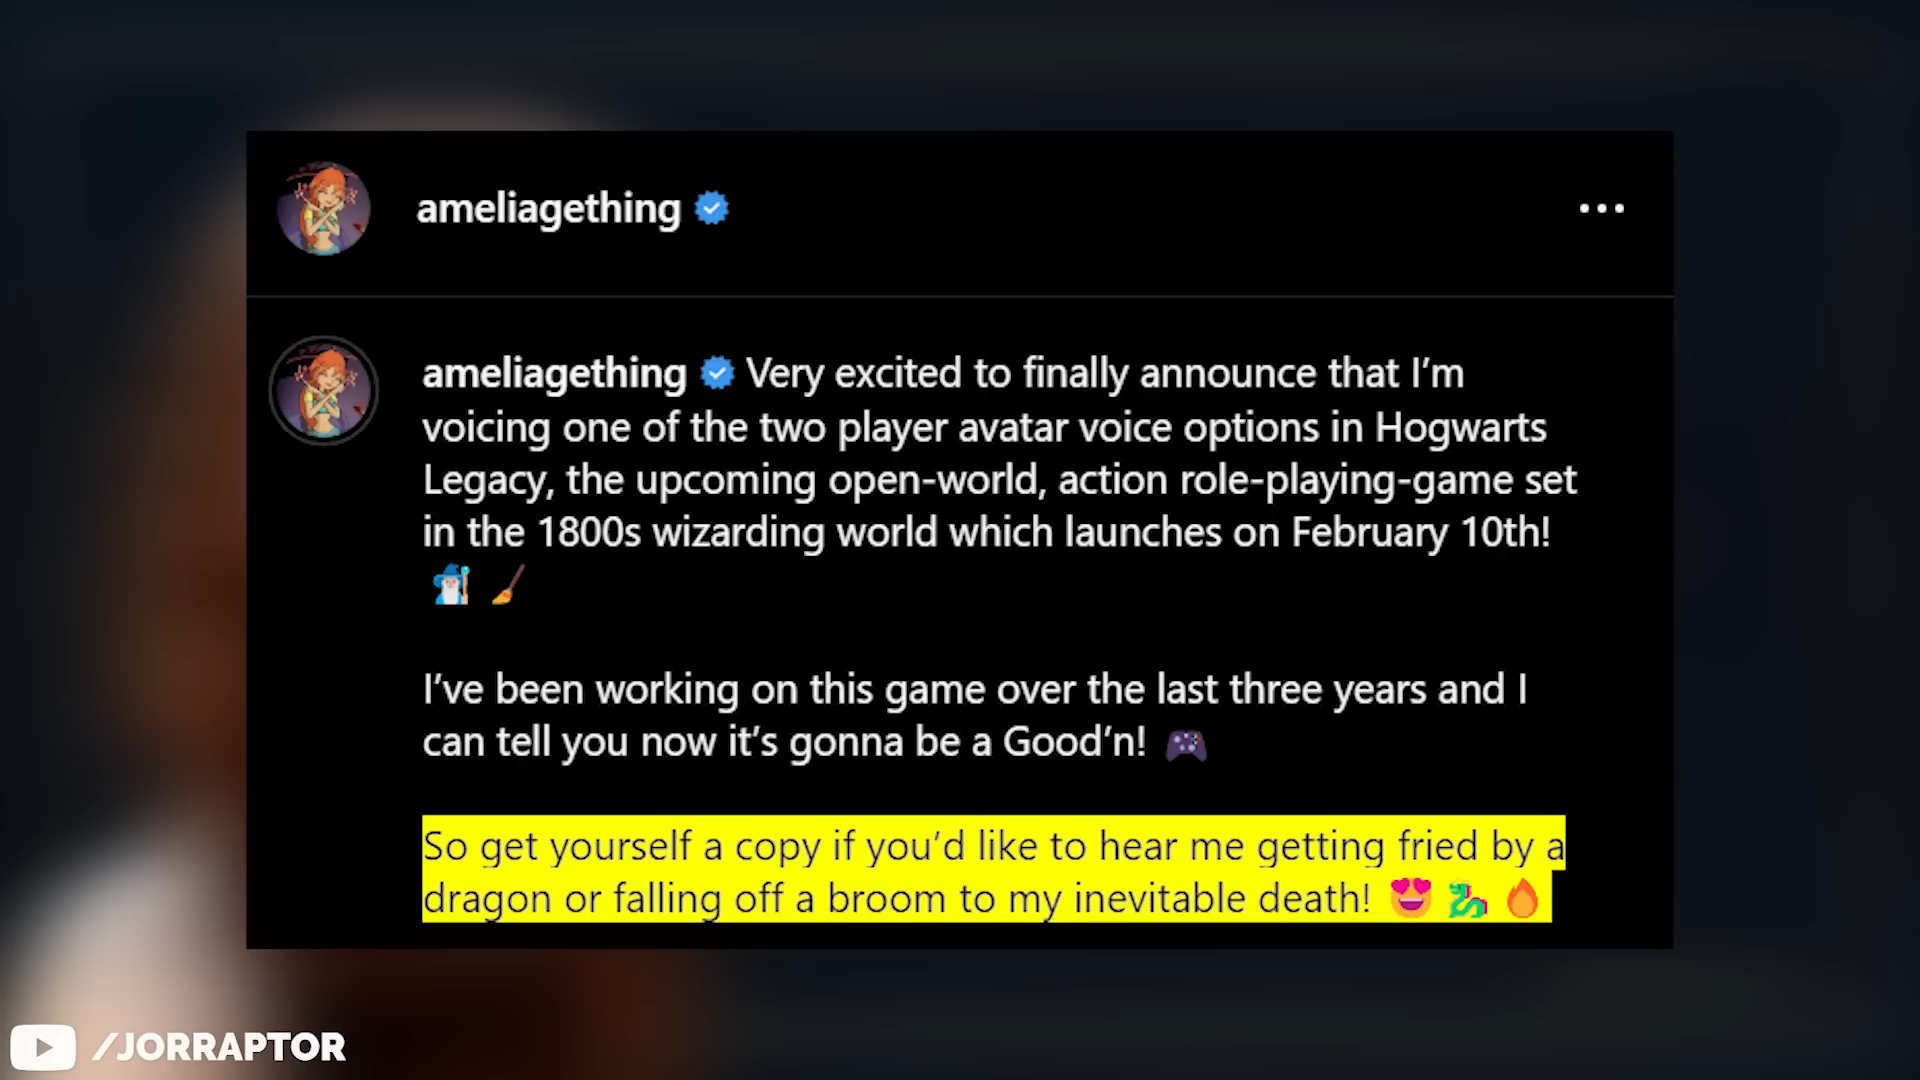 ameliagething
ameliagething Very excited to finally announce that I’m
voicing one of the two player avatar voice options in Hogwarts
Legacy, the upcoming open-world, action role-playing-game set
in the 1800s wizarding world which launches on February 10th!
🧙‍♂️ 🧹
I’ve been working on this game over the last three years and I
can tell you now it’s gonna be a Good’n! 🎮
So get yourself a copy if you’d like to hear me getting fried by a
dragon or falling off a broom to my inevitable death! 😍 🐉 🔥
/JORRAPTOR